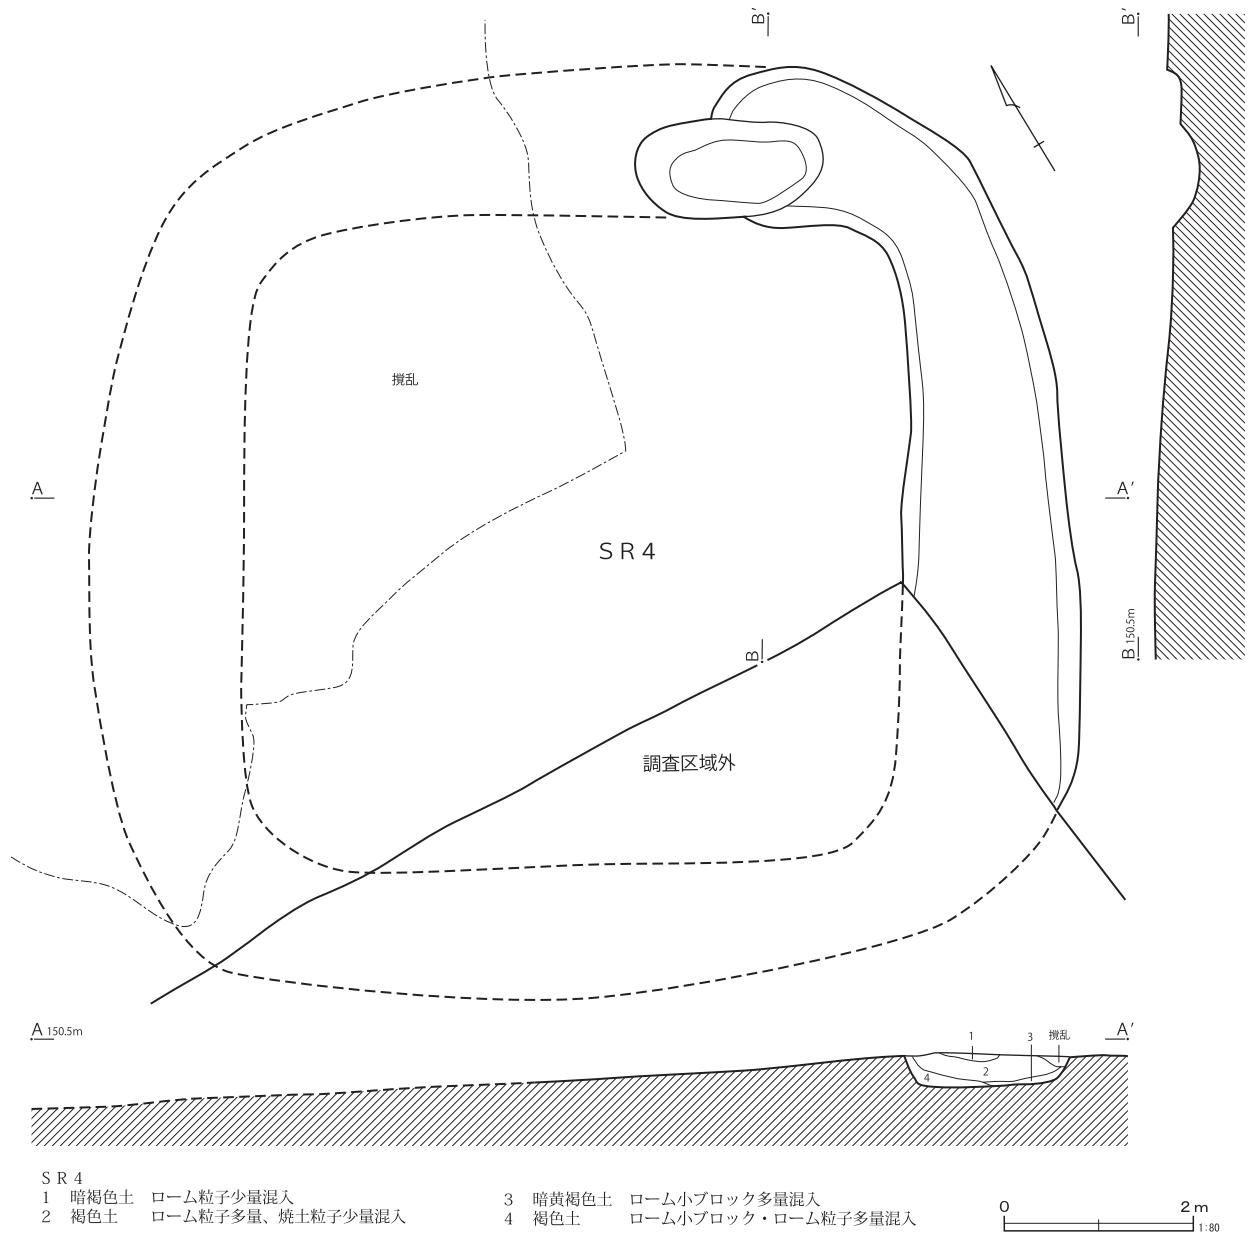 B′
B′
撹乱
A
A′
SR4
B
B 150.5m
調査区域外
A 150.5m
A′
1
3
撹乱
2
4
SR4
1 暗褐色土 ローム粒子少量混入
2 褐色土 ローム粒子多量、焼土粒子少量混入
3 暗黄褐色土 ローム小ブロック多量混入
4 褐色土 ローム小ブロック・ローム粒子多量混入
0 2m
1:80